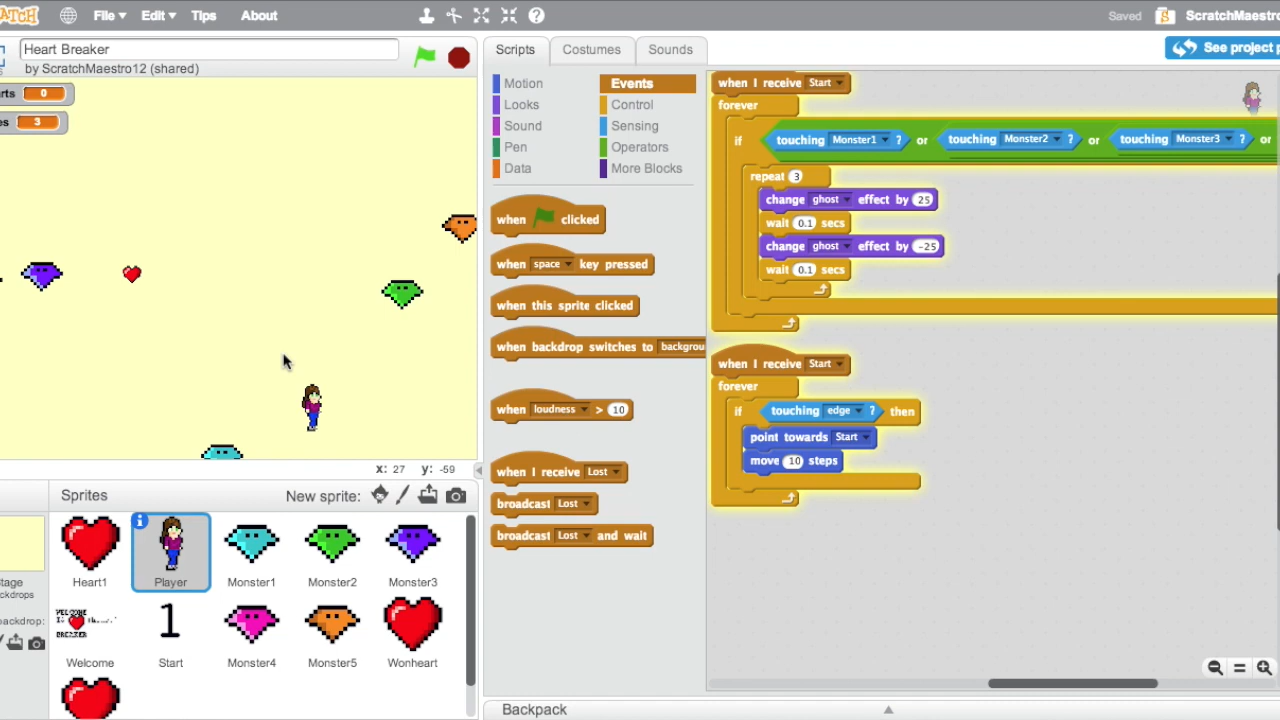 File Edit Tips About Saved ScratchMaestro
Heart Breaker
by ScratchMaestro12 (shared)
Scripts Costumes Sounds
See project p
0
3
Motion Events
Looks Control
Sound Sensing
Pen Operators
Data More Blocks
when clicked
when space key pressed
when this sprite clicked
when backdrop switches to backgrou
when loudness > 10
when I receive Lost
broadcast Lost
broadcast Lost and wait
when I receive Start
forever
if touching Monster1 ? or touching Monster2 ? or touching Monster3 ? or
repeat 3
change ghost effect by 25
wait 0.1 secs
change ghost effect by -25
wait 0.1 secs
when I receive Start
forever
if touching edge ? then
point towards Start
move 10 steps
x: 27 y: -59
Sprites New sprite:
Heart1 Player Monster1 Monster2 Monster3
WELCOME
BREAKER
1
Welcome Start Monster4 Monster5 Wonheart
Backpack